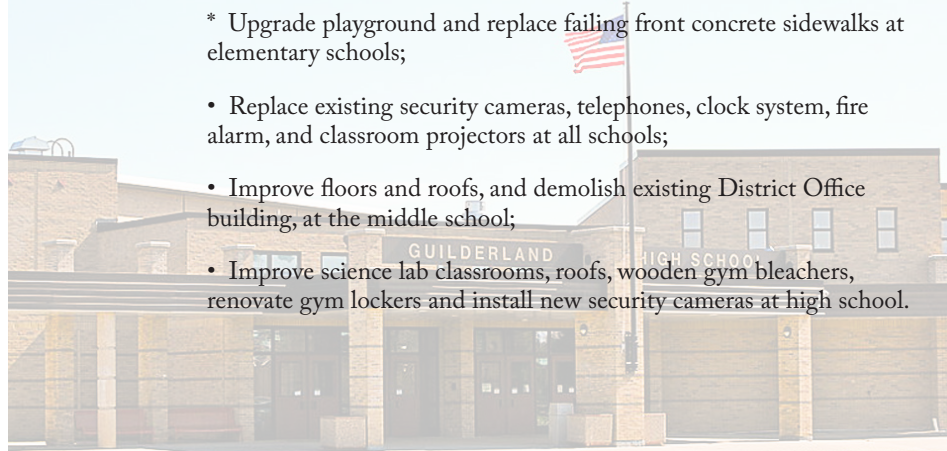 * Upgrade playground and replace failing front concrete sidewalks at
elementary schools;
• Replace existing security cameras, telephones, clock system, fire
alarm, and classroom projectors at all schools;
• Improve floors and roofs, and demolish existing District Office
building, at the middle school;
GUILDERLAND HIGH SCHOOL
• Improve science lab classrooms, roofs, wooden gym bleachers,
renovate gym lockers and install new security cameras at high school.